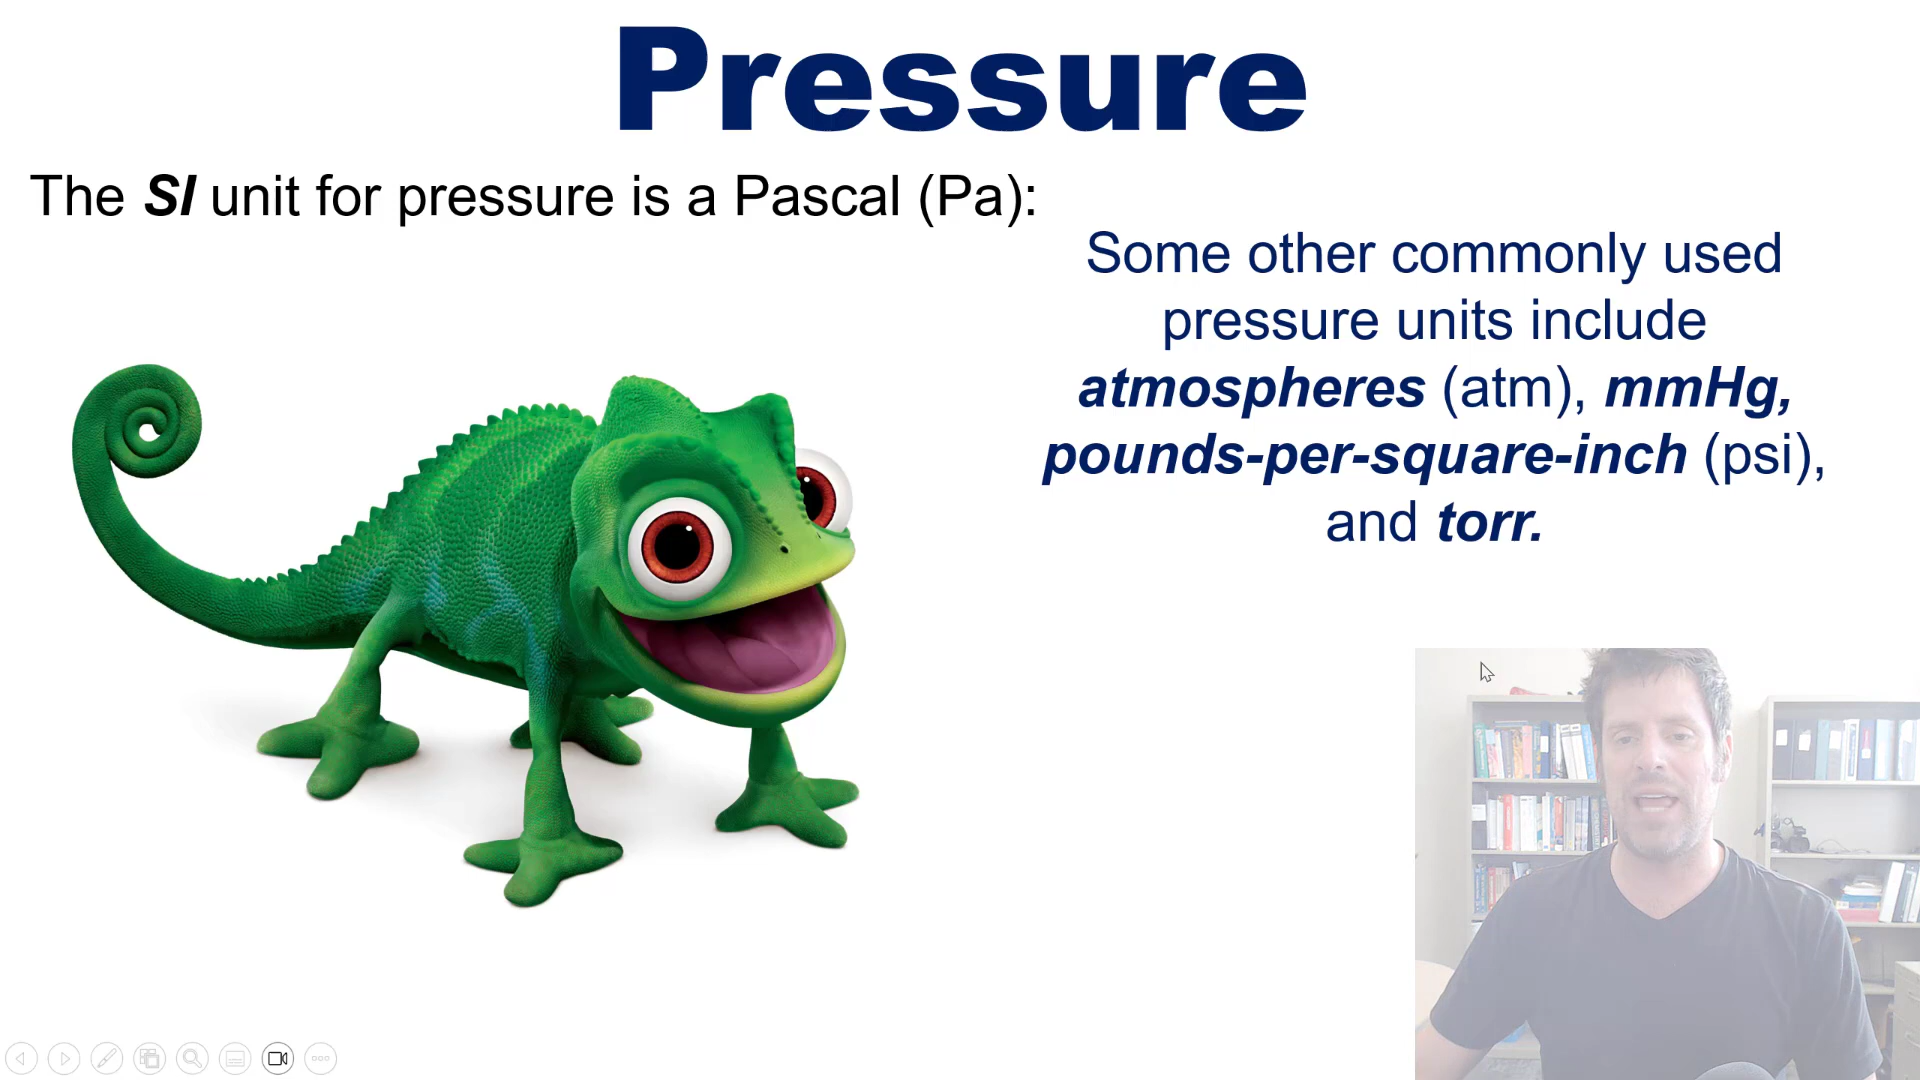 Pressure
The SI unit for pressure is a Pascal (Pa):
Some other commonly used
pressure units include
atmospheres (atm), mmHg,
pounds-per-square-inch (psi),
and torr.